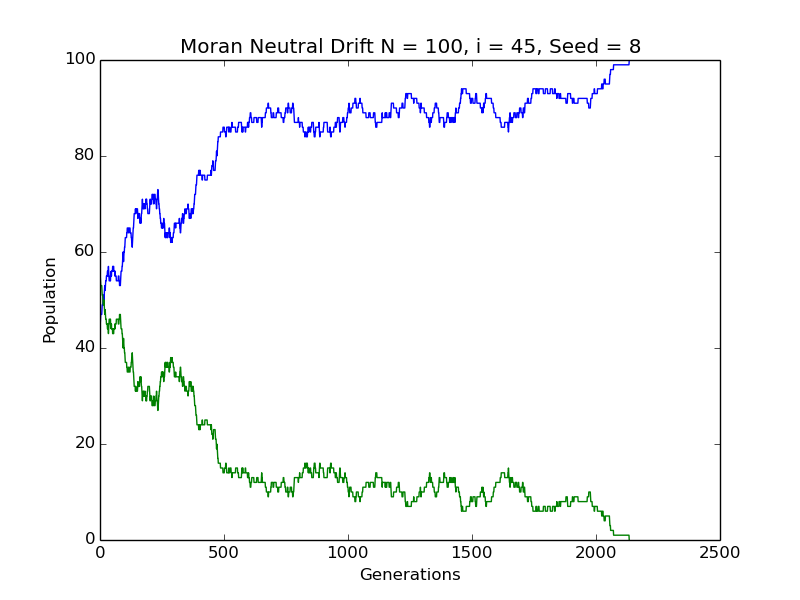 Moran Neutral Drift N = 100, i = 45, Seed = 8
100
80
60
40
20
0
Population
0 500 1000 1500 2000 2500
Generations